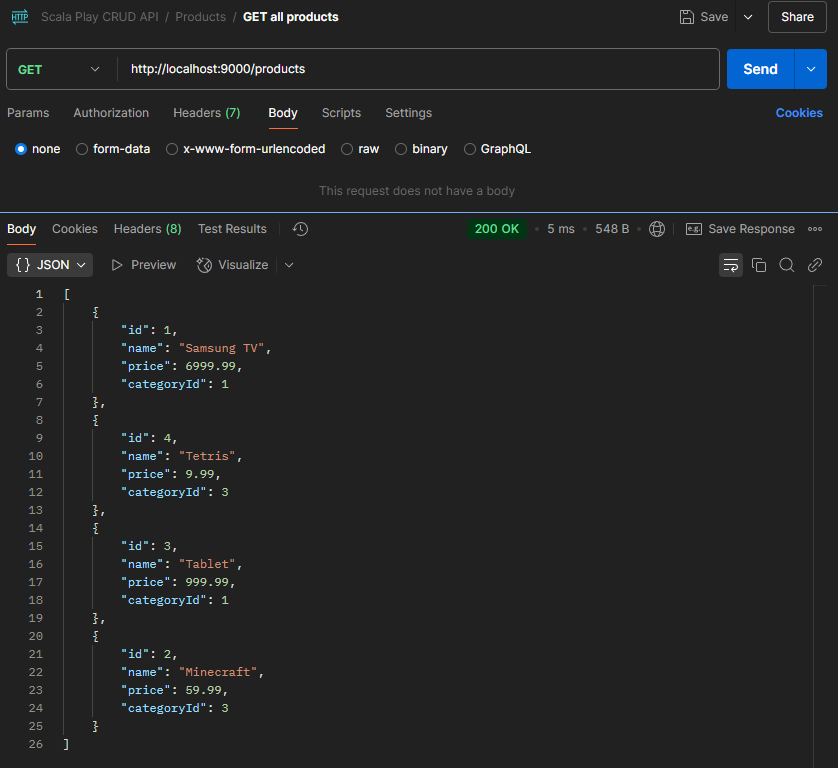 HTTP Scala Play CRUD API / Products / GET all products Save Share
GET http://localhost:9000/products Send
Params Authorization Headers (7) Body Scripts Settings Cookies
none form-data x-www-form-urlencoded raw binary GraphQL
This request does not have a body
Body Cookies Headers (8) Test Results 200 OK • 5 ms • 548 B • e.g. Save Response
{} JSON Preview Visualize
1 [
2 {
3 "id": 1,
4 "name": "Samsung TV",
5 "price": 6999.99,
6 "categoryId": 1
7 },
8 {
9 "id": 4,
10 "name": "Tetris",
11 "price": 9.99,
12 "categoryId": 3
13 },
14 {
15 "id": 3,
16 "name": "Tablet",
17 "price": 999.99,
18 "categoryId": 1
19 },
20 {
21 "id": 2,
22 "name": "Minecraft",
23 "price": 59.99,
24 "categoryId": 3
25 }
26 ]